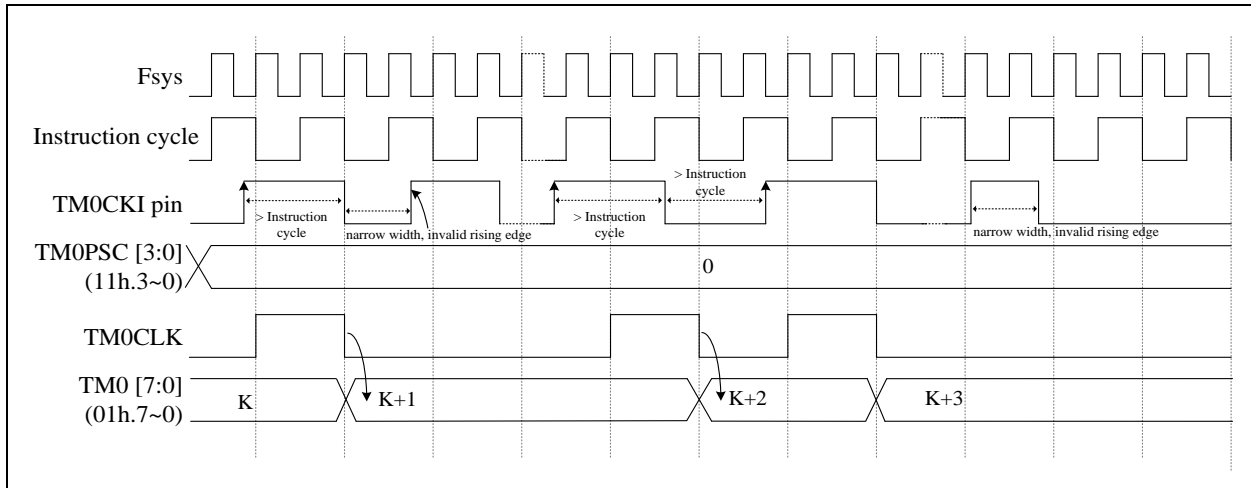 Fsys
Instruction cycle
TM0CKI pin
> Instruction
cycle
narrow width, invalid rising edge
> Instruction
cycle
> Instruction
cycle
narrow width, invalid rising edge
TM0PSC [3:0]
(11h.3~0)
0
TM0CLK
TM0 [7:0]
(01h.7~0)
K
K+1
K+2
K+3